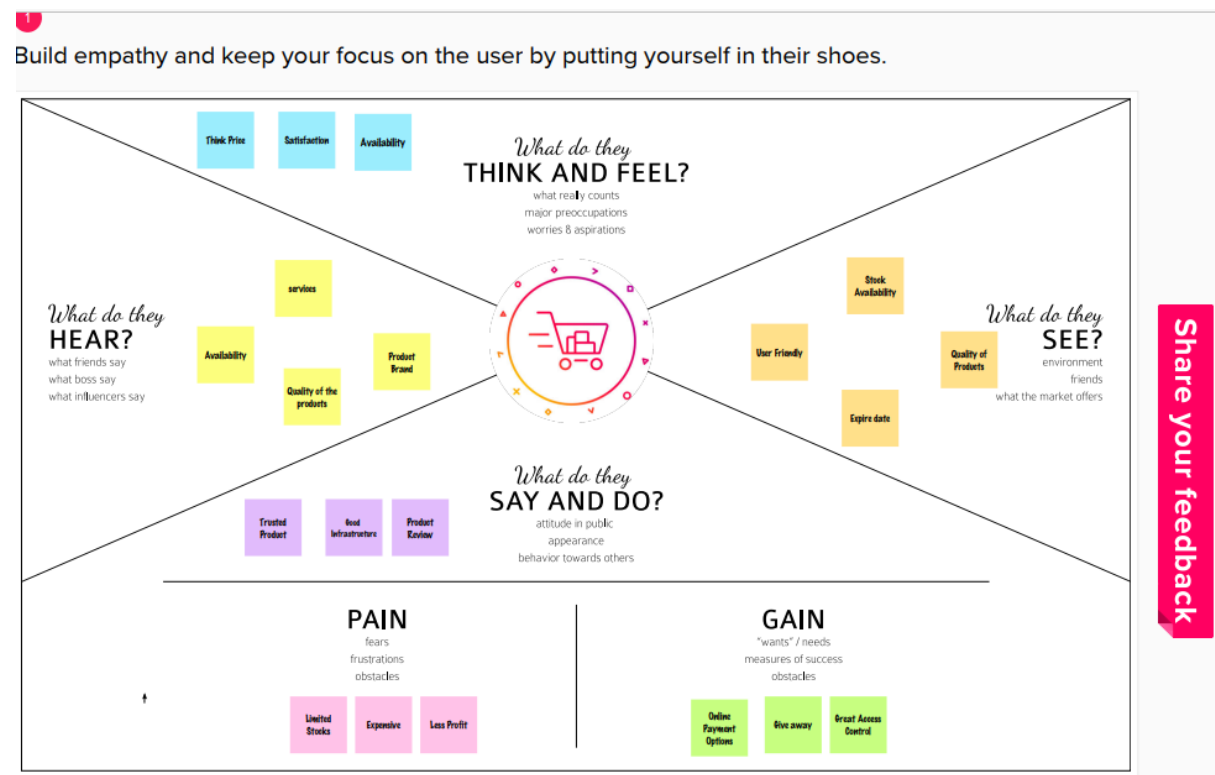 1
Build empathy and keep your focus on the user by putting yourself in their shoes.
Think Price
Satisfaction
Availability
What do they
THINK AND FEEL?
what really counts
major preoccupations
worries & aspirations
What do they
HEAR?
what friends say
what boss say
what influencers say
services
Availability
Product
Brand
Quality of the
products
Stock
Availability
User Friendly
Quality of
Products
Expire date
What do they
SEE?
environment
friends
what the market offers
Share your feedback
What do they
SAY AND DO?
attitude in public
appearance
behavior towards others
Trusted
Product
Good
Infrastructure
Product
Review
PAIN
fears
frustrations
obstacles
Limited
Stocks
Expensive
Less Profit
GAIN
"wants" / needs
measures of success
obstacles
Online
Payment
Options
Give away
Great Access
Control